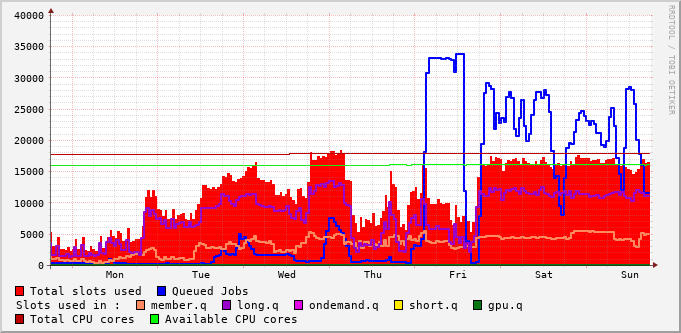 40000
35000
30000
25000
20000
15000
10000
5000
0
Mon Tue Wed Thu Fri Sat Sun
RRDTOOL / TOBI OETIKER
Total slots used Queued Jobs
Slots used in : member.q long.q ondemand.q short.q gpu.q
Total CPU cores Available CPU cores